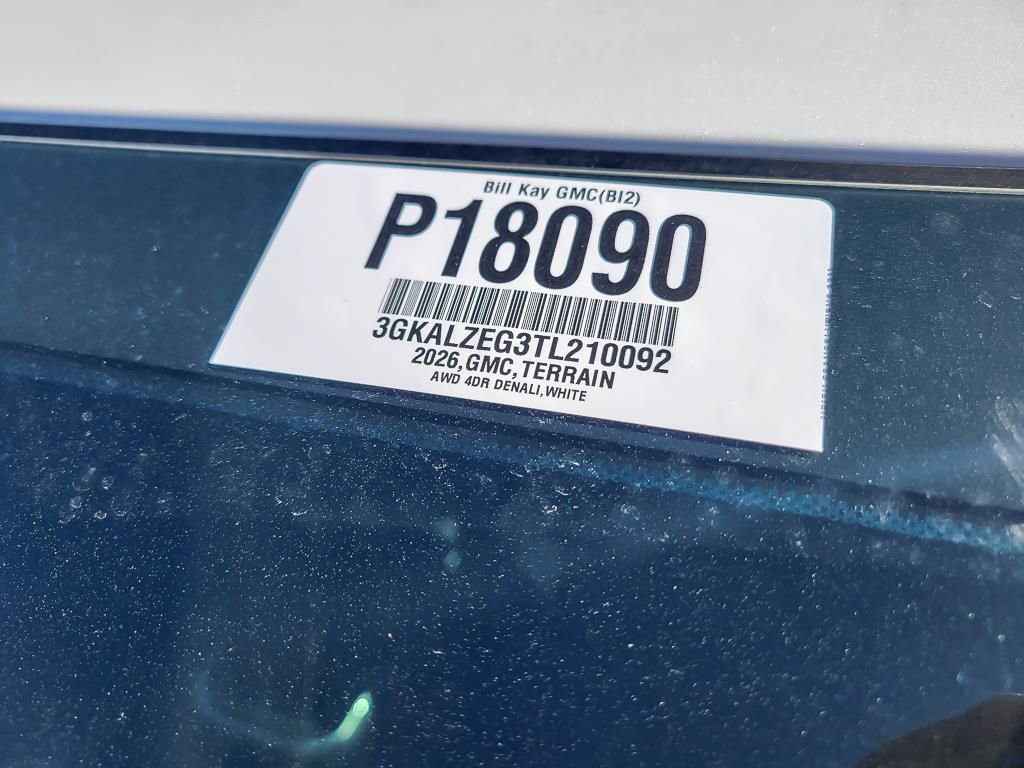 Bill Kay GMC(BI2)
P18090
3GKALZEG3TL210092
2026,GMC,TERRAIN
AWD 4DR DENALI,WHITE